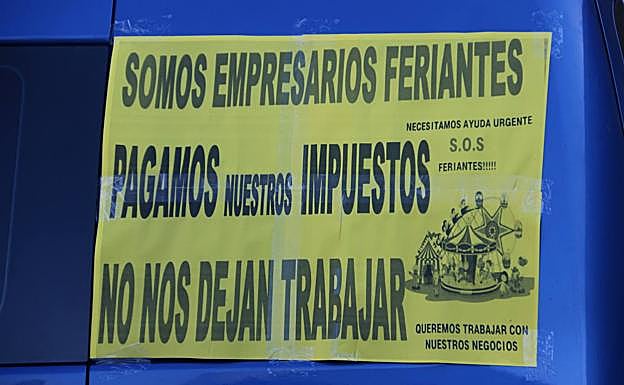 SOMOS EMPRESARIOS FERIANTES
NECESITAMOS AYUDA URGENTE
S.O.S
FERIANTES!!!!!
PAGAMOS NUESTROS IMPUESTOS
NO NOS DEJAN TRABAJAR
QUEREMOS TRABAJAR CON
NUESTROS NEGOCIOS